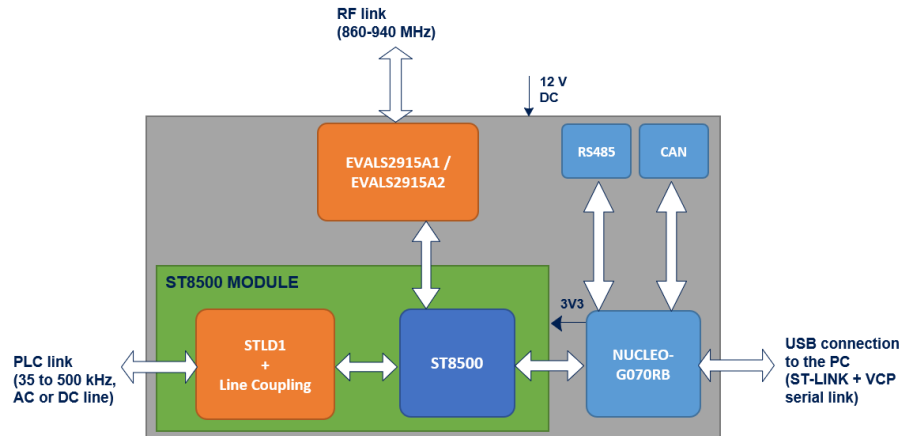 RF link
(860-940 MHz)
12 V
DC
EVALS2915A1 /
EVALS2915A2
RS485
CAN
ST8500 MODULE
3V3
PLC link
(35 to 500 kHz,
AC or DC line)
STLD1
+
Line Coupling
ST8500
NUCLEO-
G070RB
USB connection
to the PC
(ST-LINK + VCP
serial link)